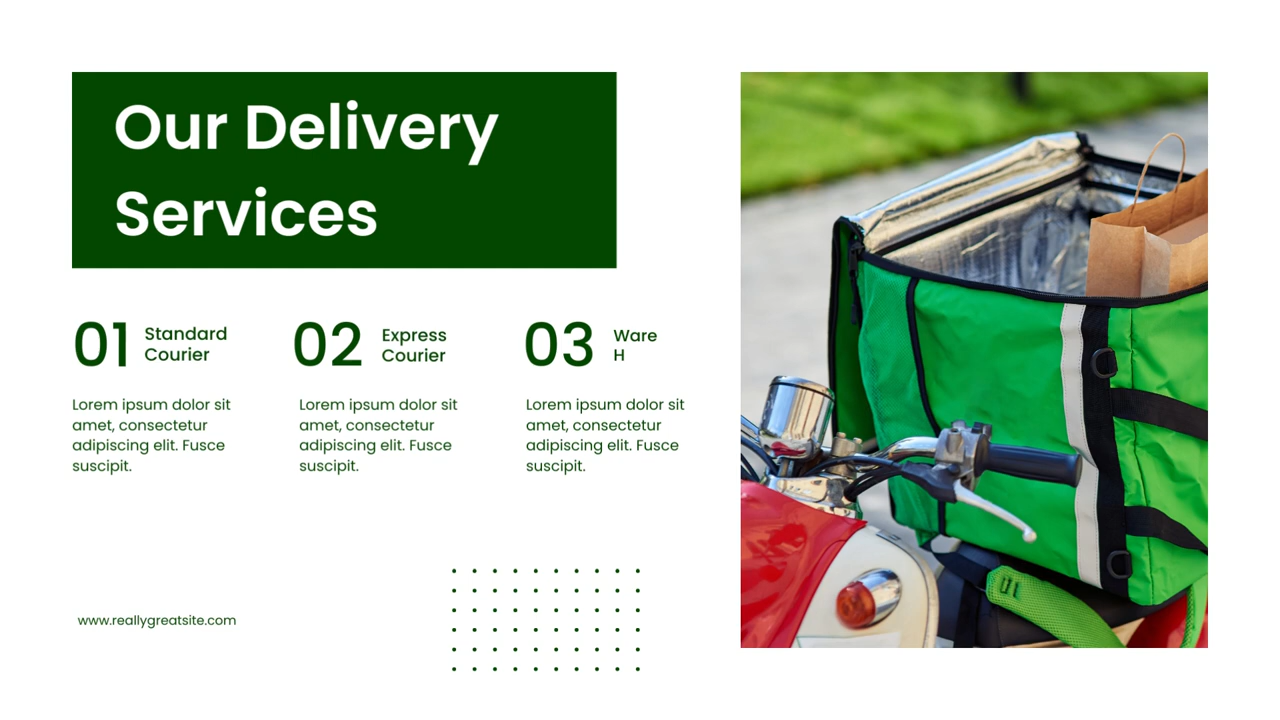 Our Delivery
Services
01
Standard
Courier
Lorem ipsum dolor sit
amet, consectetur
adipiscing elit. Fusce
suscipit.
02
Express
Courier
Lorem ipsum dolor sit
amet, consectetur
adipiscing elit. Fusce
suscipit.
03
Ware
H
Lorem ipsum dolor sit
amet, consectetur
adipiscing elit. Fusce
suscipit.
www.reallygreatsite.com
01